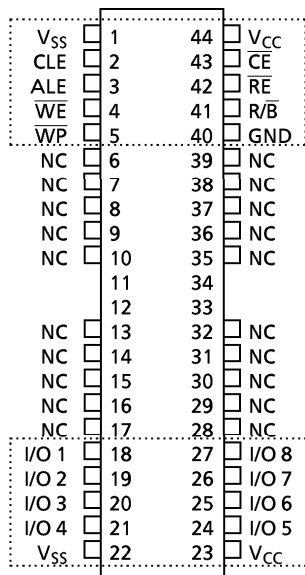 VSS 1 44 VCC
CLE 2 43 C̅E̅
ALE 3 42 R̅E̅
W̅E̅ 4 41 R/B̅
W̅P̅ 5 40 GND
NC 6 39 NC
NC 7 38 NC
NC 8 37 NC
NC 9 36 NC
NC 10 35 NC
11 34
12 33
NC 13 32 NC
NC 14 31 NC
NC 15 30 NC
NC 16 29 NC
NC 17 28 NC
I/O 1 18 27 I/O 8
I/O 2 19 26 I/O 7
I/O 3 20 25 I/O 6
I/O 4 21 24 I/O 5
VSS 22 23 VCC